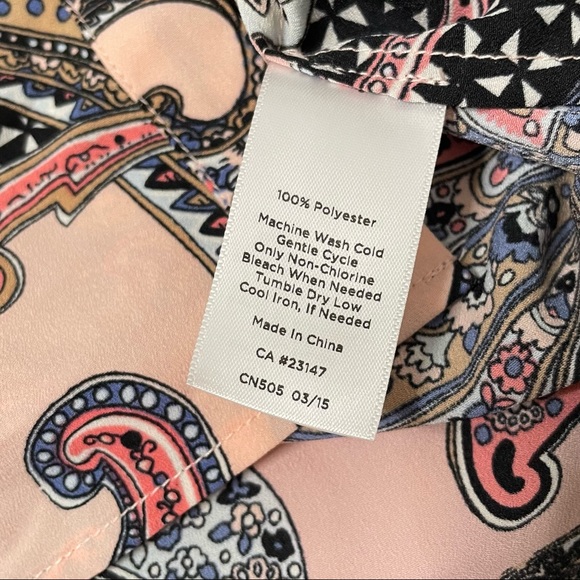 100% Polyester
Machine Wash Cold
Gentle Cycle
Only Non-Chlorine
Bleach When Needed
Tumble Dry Low
Cool Iron, If Needed
Made In China
CA #23147
CN505 03/15